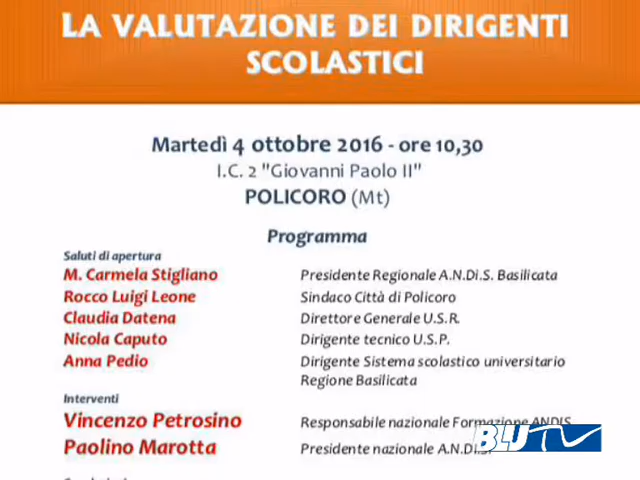 LA VALUTAZIONE DEI DIRIGENTI
SCOLASTICI
Martedì 4 ottobre 2016 - ore 10,30
I.C. 2 "Giovanni Paolo II"
POLICORO (Mt)
Programma
Saluti di apertura
M. Carmela Stigliano Presidente Regionale A.N.Di.S. Basilicata
Rocco Luigi Leone Sindaco Città di Policoro
Claudia Datena Direttore Generale U.S.R.
Nicola Caputo Dirigente tecnico U.S.P.
Anna Pedio Dirigente Sistema scolastico universitario
Regione Basilicata
Interventi
Vincenzo Petrosino Responsabile nazionale Formazione ANDIS
Paolino Marotta Presidente nazionale A.N.Di.S.
BLUTV